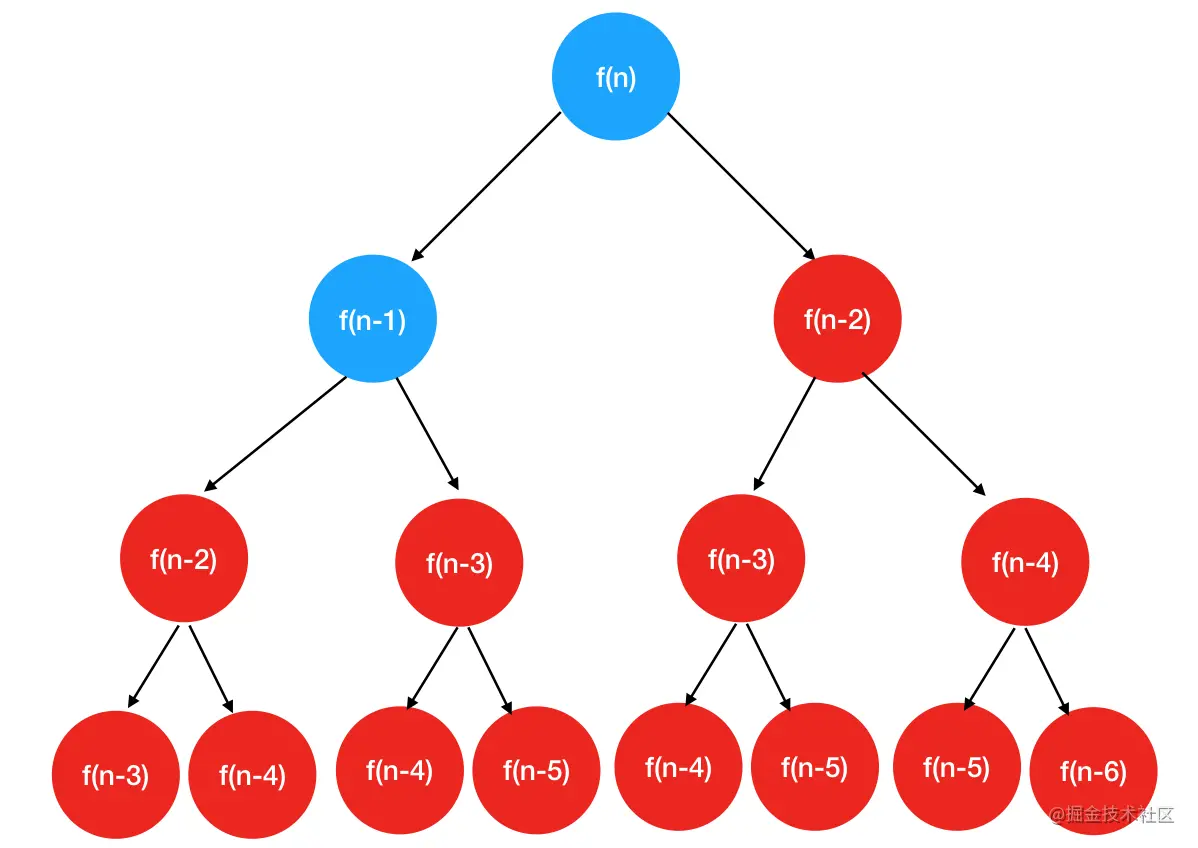 f(n)
f(n-1)
f(n-2)
f(n-2)
f(n-3)
f(n-3)
f(n-4)
f(n-3)
f(n-4)
f(n-4)
f(n-5)
f(n-4)
f(n-5)
f(n-5)
f(n-6)
@掘金技术社区